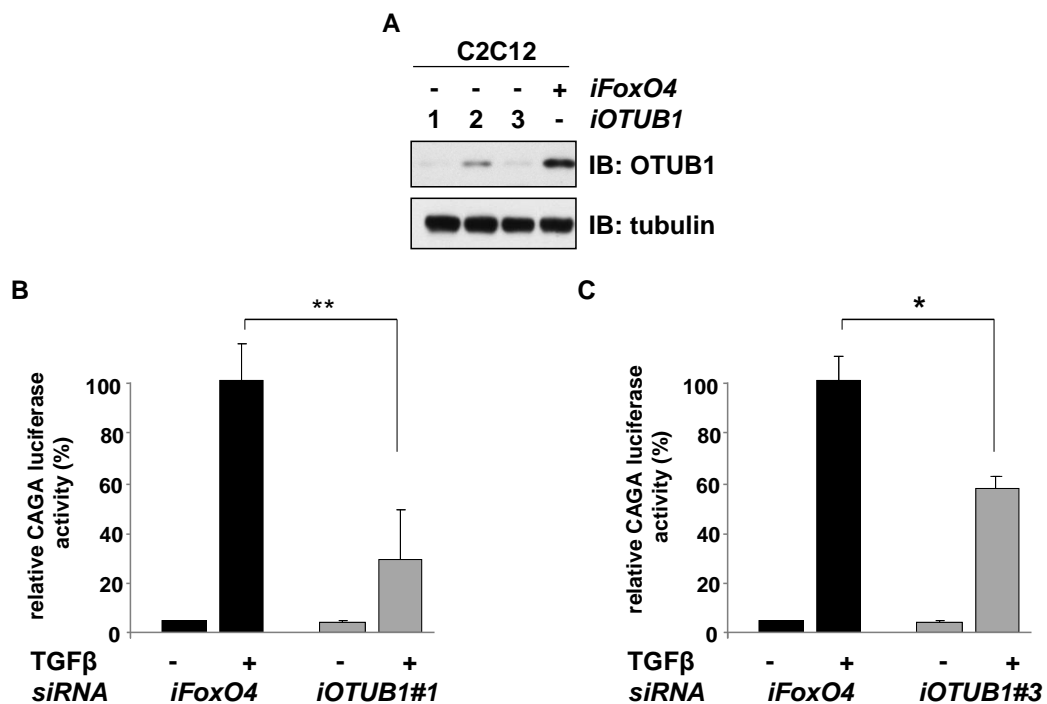 A
C2C12
- - - + iFoxO4
1 2 3 - iOTUB1
IB: OTUB1
IB: tubulin
B
**
relative CAGA luciferase
activity (%)
100
80
60
40
20
0
TGFβ - + - +
siRNA iFoxO4 iOTUB1#1
C
*
relative CAGA luciferase
activity (%)
100
80
60
40
20
0
TGFβ - + - +
siRNA iFoxO4 iOTUB1#3